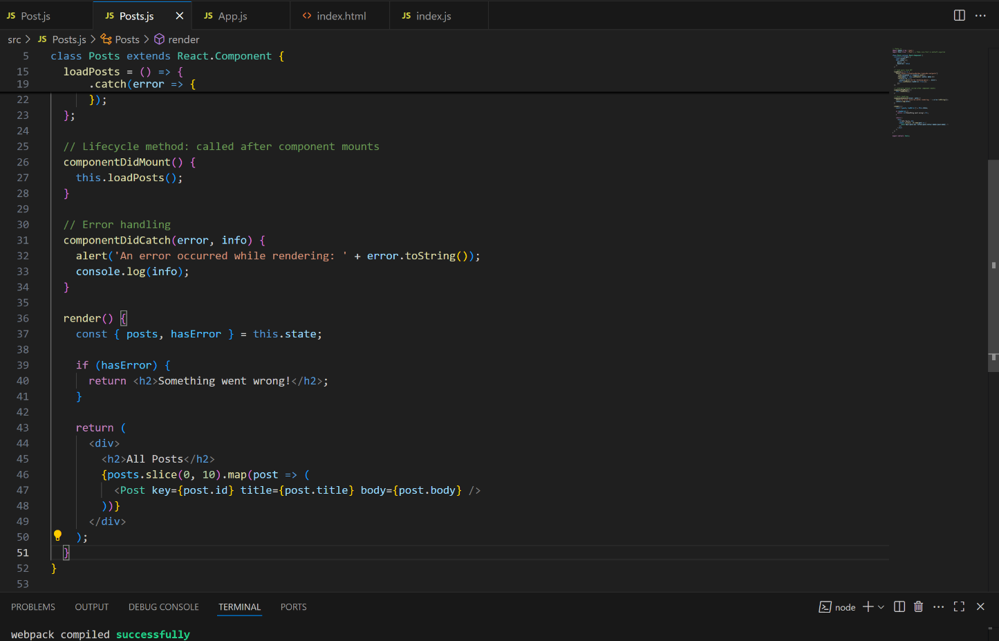 JS Post.js JS Posts.js JS App.js <> index.html JS index.js
src > JS Posts.js > Posts > render
5 class Posts extends React.Component {
15 loadPosts = () => {
19 .catch(error => {
22 });
23 };
24
25 // Lifecycle method: called after component mounts
26 componentDidMount() {
27 this.loadPosts();
28 }
29
30 // Error handling
31 componentDidCatch(error, info) {
32 alert('An error occurred while rendering: ' + error.toString());
33 console.log(info);
34 }
35
36 render() {
37 const { posts, hasError } = this.state;
38
39 if (hasError) {
40 return <h2>Something went wrong!</h2>;
41 }
42
43 return (
44 <div>
45 <h2>All Posts</h2>
46 {posts.slice(0, 10).map(post => (
47 <Post key={post.id} title={post.title} body={post.body} />
48 ))}
49 </div>
50 );
51 }
52 }
53
PROBLEMS OUTPUT DEBUG CONSOLE TERMINAL PORTS node
webpack compiled successfully